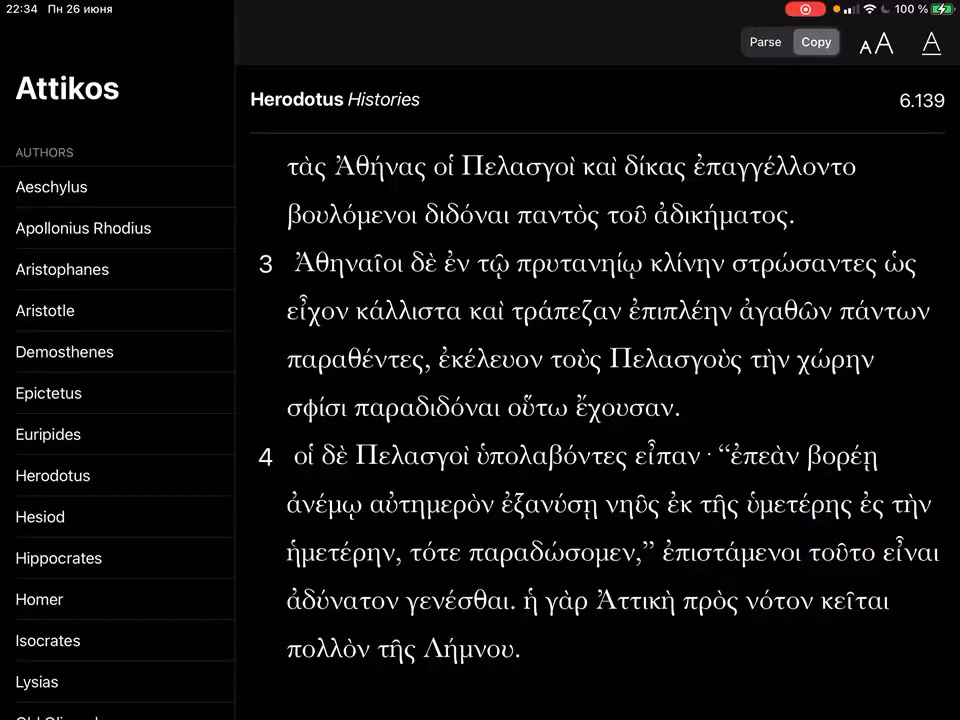 22:34 Пн 26 июня
100 %
Parse Copy AA A
Attikos
Herodotus Histories
6.139
AUTHORS
Aeschylus
Apollonius Rhodius
Aristophanes
Aristotle
Demosthenes
Epictetus
Euripides
Herodotus
Hesiod
Hippocrates
Homer
Isocrates
Lysias
τὰς Ἀθήνας οἱ Πελασγοὶ καὶ δίκας ἐπαγγέλλοντο
βουλόμενοι διδόναι παντὸς τοῦ ἀδικήματος.
3 Ἀθηναῖοι δὲ ἐν τῷ πρυτανηίῳ κλίνην στρώσαντες ὡς
εἶχον κάλλιστα καὶ τράπεζαν ἐπιπλέην ἀγαθῶν πάντων
παραθέντες, ἐκέλευον τοὺς Πελασγοὺς τὴν χώρην
σφίσι παραδιδόναι οὕτω ἔχουσαν.
4 οἱ δὲ Πελασγοὶ ὑπολαβόντες εἶπαν· “ἐπεὰν βορέῃ
ἀνέμῳ αὐτημερὸν ἐξανύσῃ νηῦς ἐκ τῆς ὑμετέρης ἐς τὴν
ἡμετέρην, τότε παραδώσομεν,” ἐπιστάμενοι τοῦτο εἶναι
ἀδύνατον γενέσθαι. ἡ γὰρ Ἀττικὴ πρὸς νότον κεῖται
πολλὸν τῆς Λήμνου.